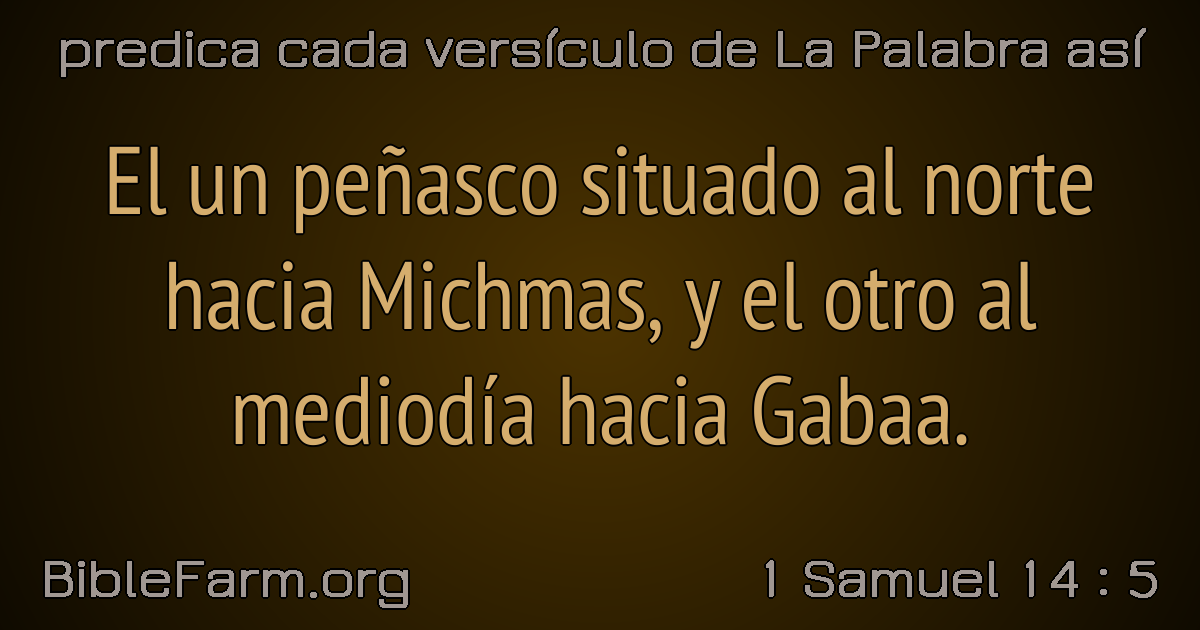 predica cada versículo de La Palabra así
El un peñasco situado al norte
hacia Michmas, y el otro al
mediodía hacia Gabaa.
BibleFarm.org
1 Samuel 14 : 5